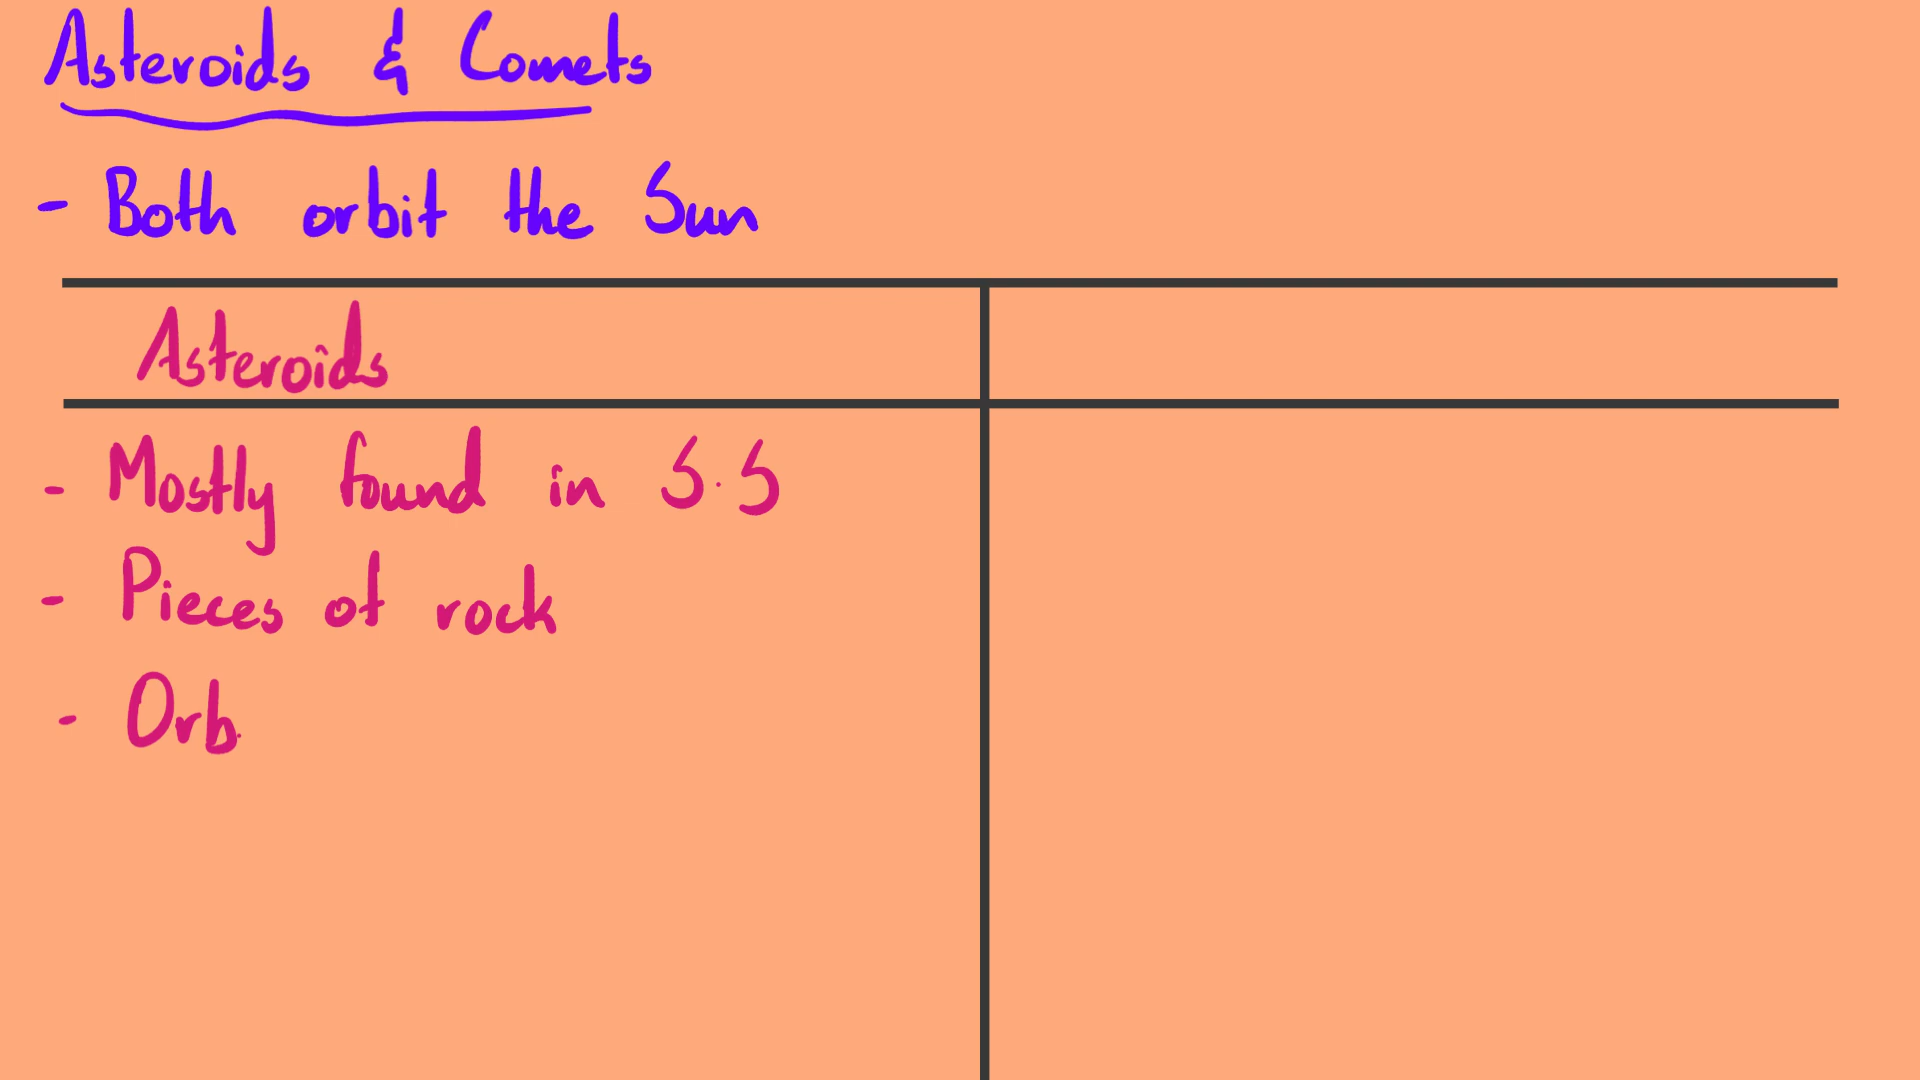 Asteroids & Comets
- Both orbit the Sun
Asteroids
- Mostly found in S.S
- Pieces of rock
- Orb